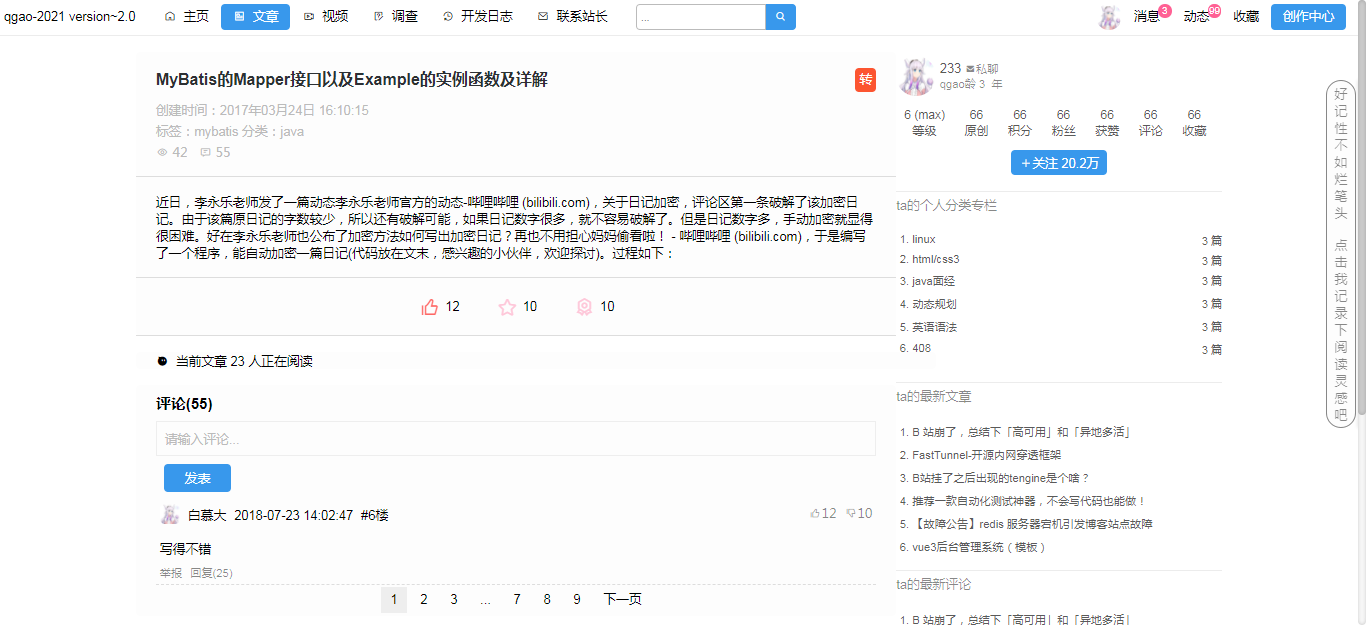 qgao-2021 version~2.0 主页 文章 视频 调查 开发日志 联系站长 ... 消息 3 动态 99 收藏 创作中心
MyBatis的Mapper接口以及Example的实例函数及详解 转
创建时间：2017年03月24日 16:10:15
标签：mybatis 分类：java
42 55
近日，李永乐老师发了一篇动态李永乐老师官方的动态-哔哩哔哩 (bilibili.com)，关于日记加密，评论区第一条破解了该加密日
记。由于该篇原日记的字数较少，所以还有破解可能，如果日记数字很多，就不容易破解了。但是日记数字多，手动加密就显得
很困难。好在李永乐老师也公布了加密方法如何写出加密日记？再也不用担心妈妈偷看啦！ - 哔哩哔哩 (bilibili.com)，于是编写
了一个程序，能自动加密一篇日记(代码放在文末，感兴趣的小伙伴，欢迎探讨)。过程如下：
12 10 10
当前文章 23 人正在阅读
评论(55)
请输入评论...
发表
白慕大 2018-07-23 14:02:47 #6楼 12 10
写得不错
举报 回复(25)
1 2 3 ... 7 8 9 下一页
233 私聊
qgao龄 3 年
6 (max) 66 66 66 66 66 66
等级 原创 积分 粉丝 获赞 评论 收藏
+关注 20.2万
ta的个人分类专栏
1. linux 3 篇
2. html/css3 3 篇
3. java面经 3 篇
4. 动态规划 3 篇
5. 英语语法 3 篇
6. 408 3 篇
ta的最新文章
1. B 站崩了，总结下「高可用」和「异地多活」
2. FastTunnel-开源内网穿透框架
3. B站挂了之后出现的tengine是个啥？
4. 推荐一款自动化测试神器，不会写代码也能做！
5. 【故障公告】redis 服务器宕机引发博客站点故障
6. vue3后台管理系统（模板）
ta的最新评论
1. B 站崩了，总结下「高可用」和「异地多活」
好记性不如烂笔头 点击我记录下阅读灵感吧